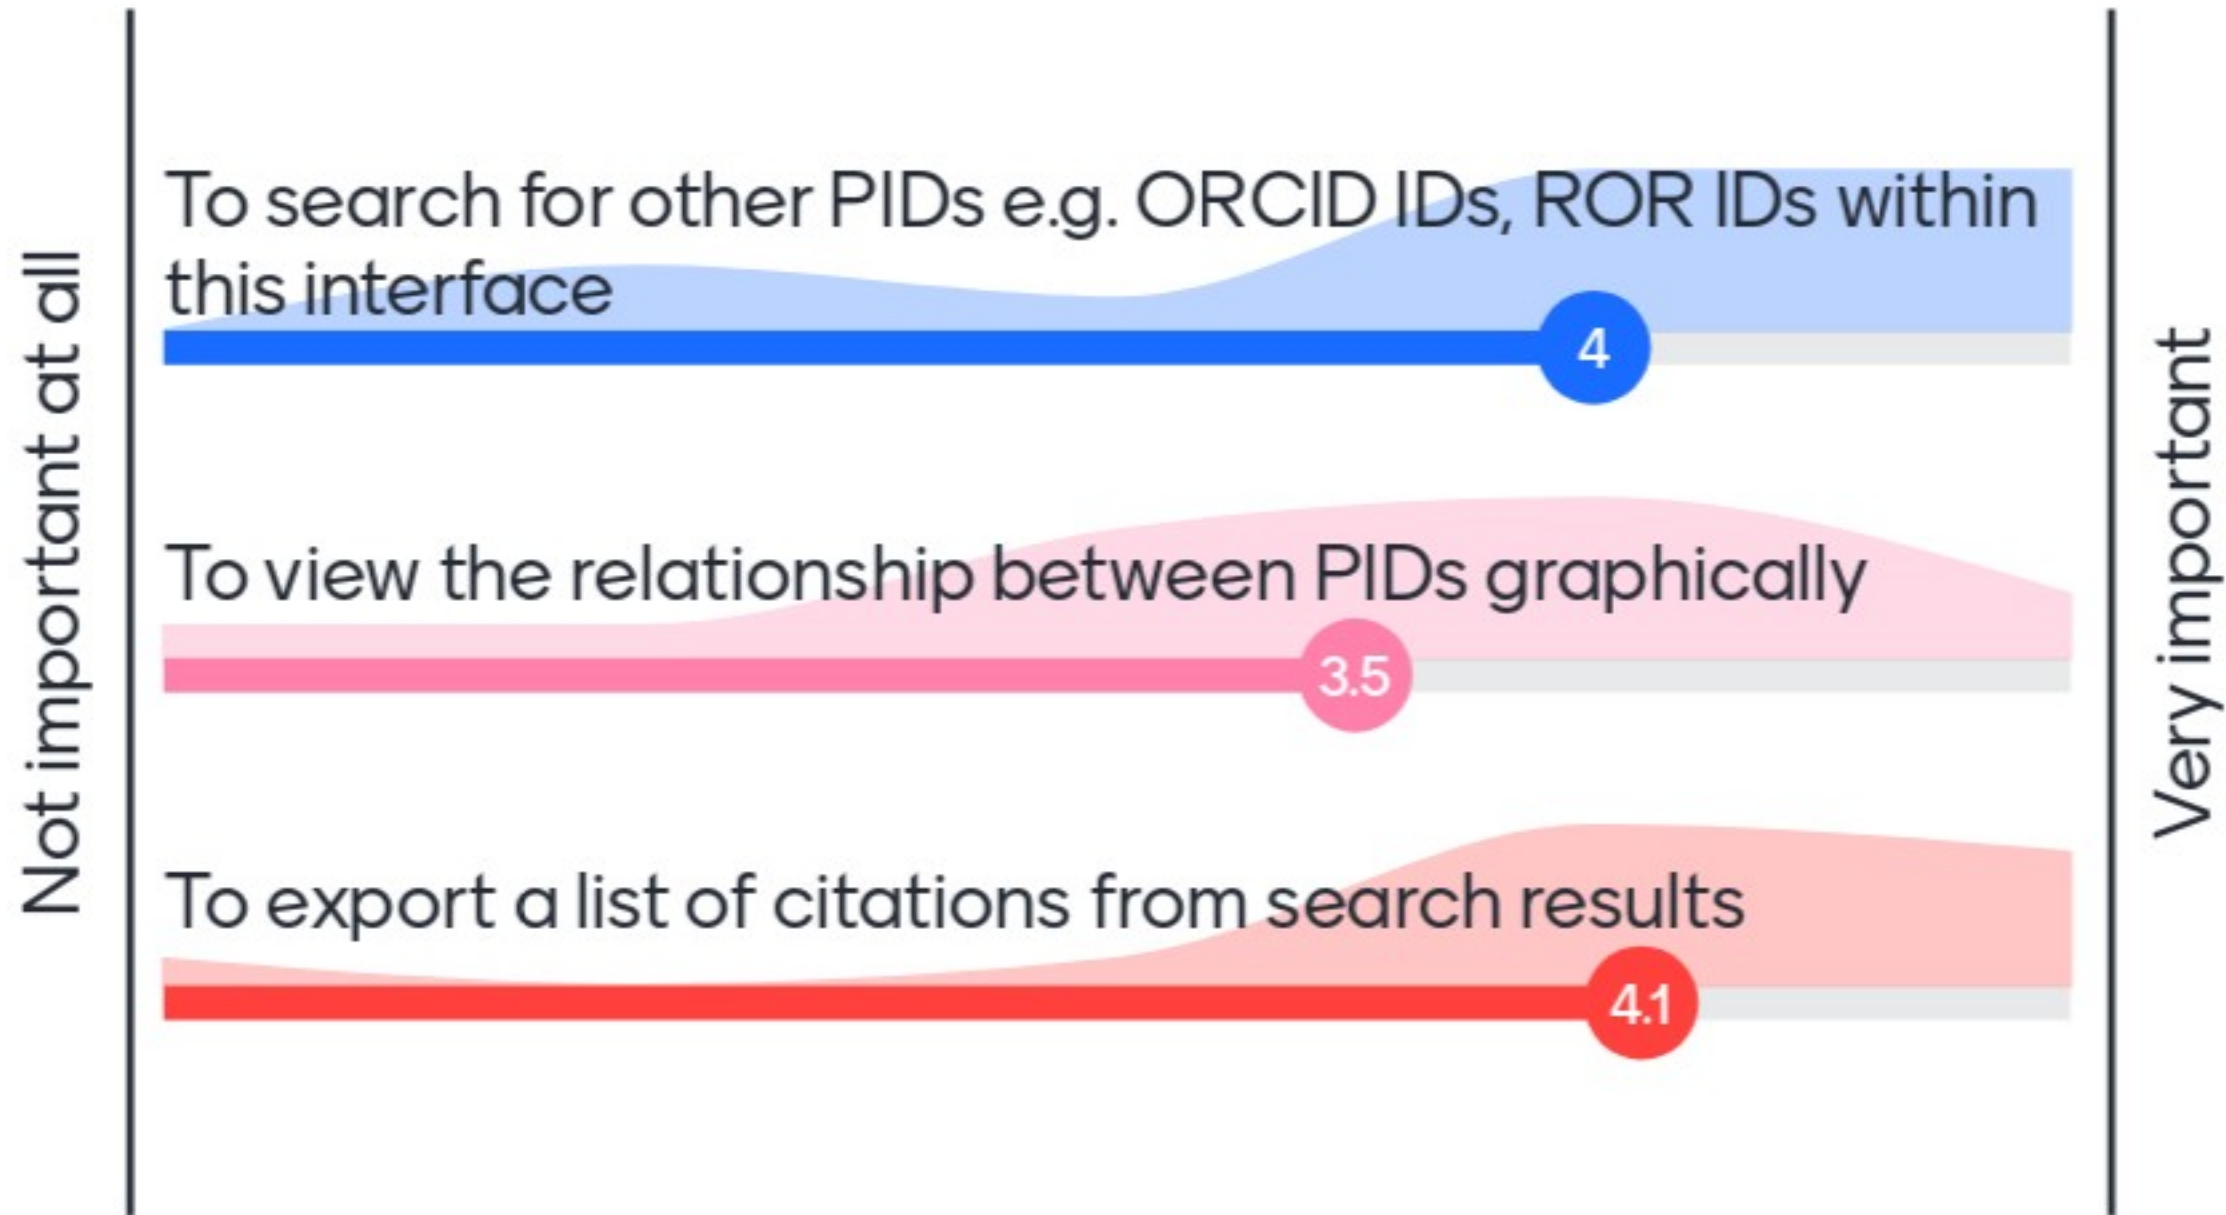 Not important at all
To search for other PIDs e.g. ORCID IDs, ROR IDs within
this interface
4
To view the relationship between PIDs graphically
3.5
To export a list of citations from search results
4.1
Very important